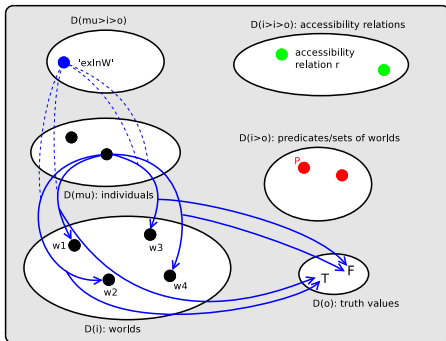 D(mu>i>o)
D(i>i>o): accessibility relations
'exInW'
accessibility
relation r
D(i>o): predicates/sets of worlds
P
D(mu): individuals
w1
w3
w2
w4
T
F
D(o): truth values
D(i): worlds